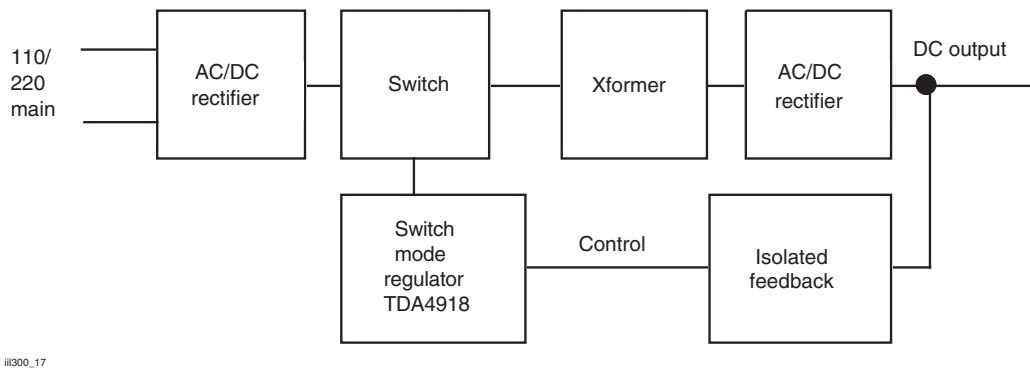 110/
220
main
AC/DC
rectifier
Switch
Xformer
AC/DC
rectifier
DC output
Switch
mode
regulator
TDA4918
Control
Isolated
feedback
iil300_17